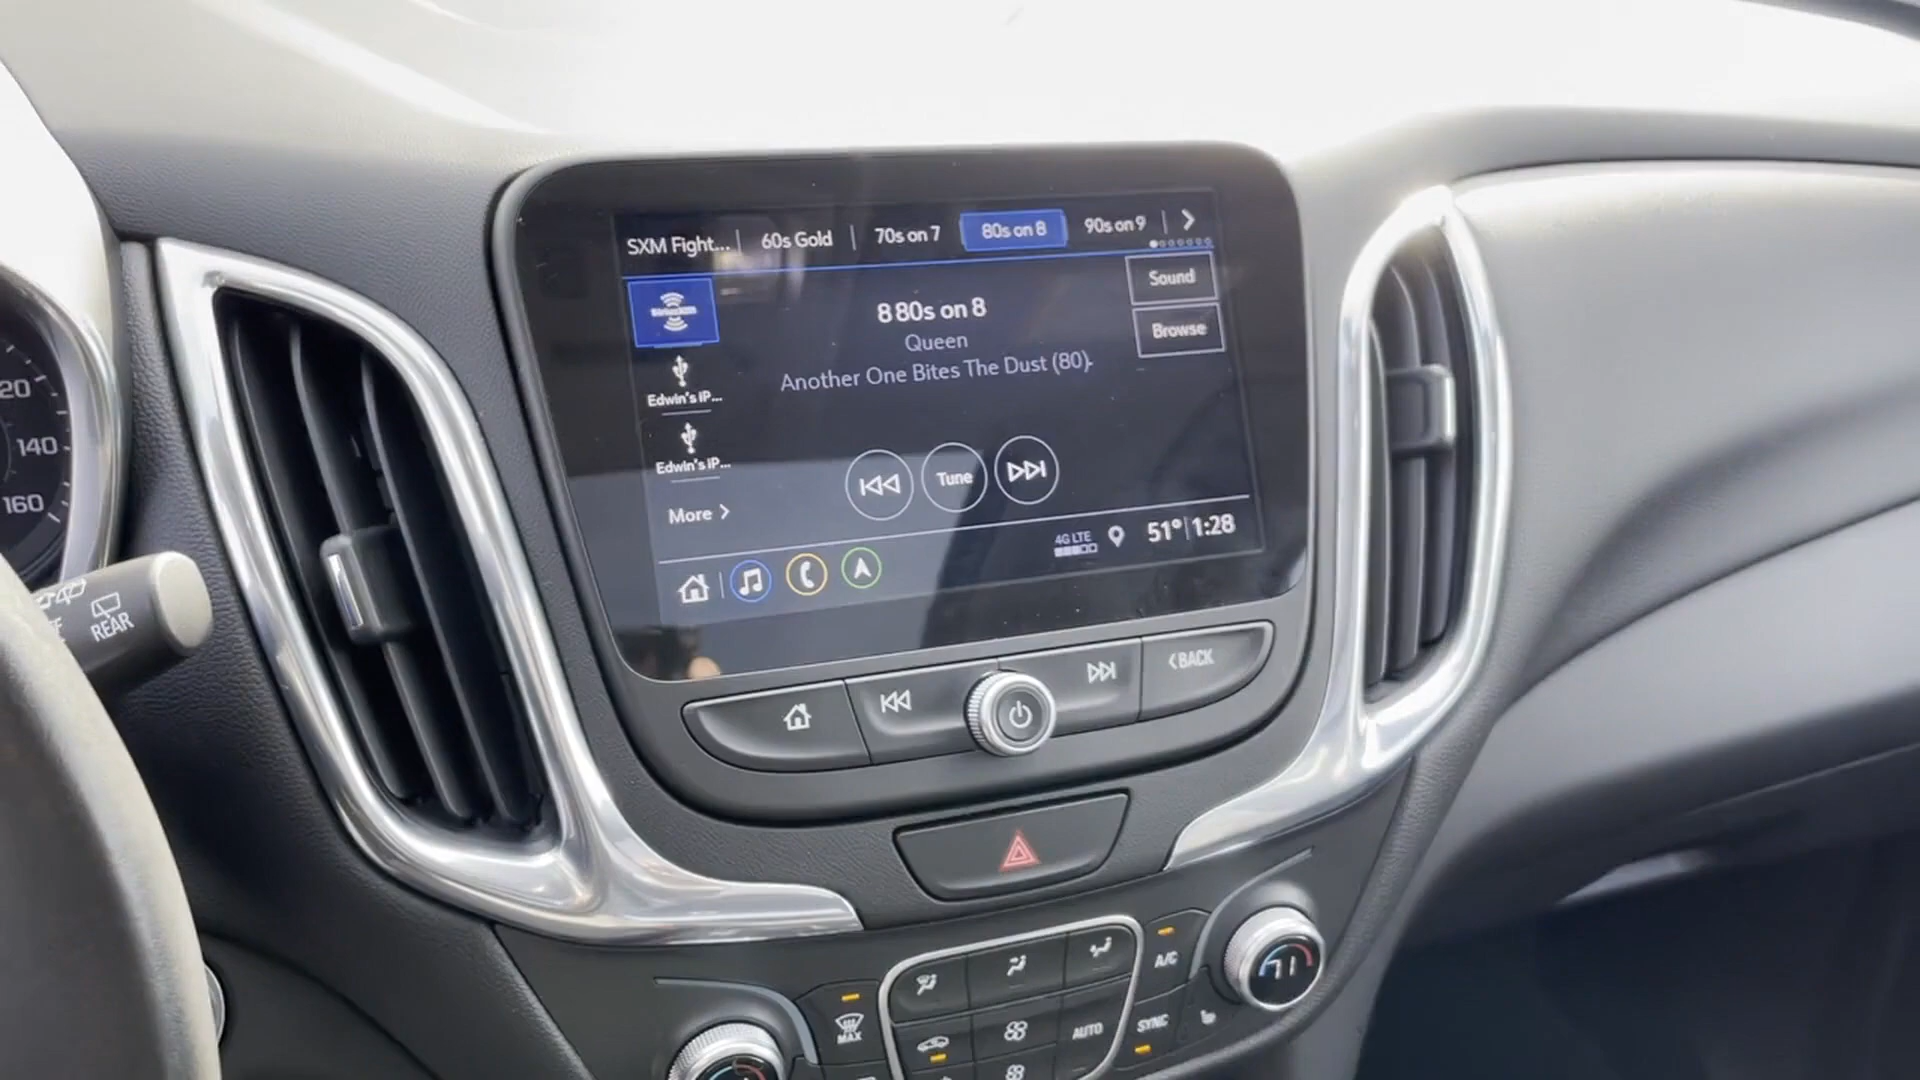 SXM Fight... 60s Gold 70s on 7 80s on 8 90s on 9
Sound
8 80s on 8
Browse
Queen
Another One Bites The Dust (80)
Edwin's iP...
Edwin's iP...
Tune
More
4G LTE
51° 1:28
20
140
160
REAR
BACK
A/C
71
MAX
AUTO
SYNC